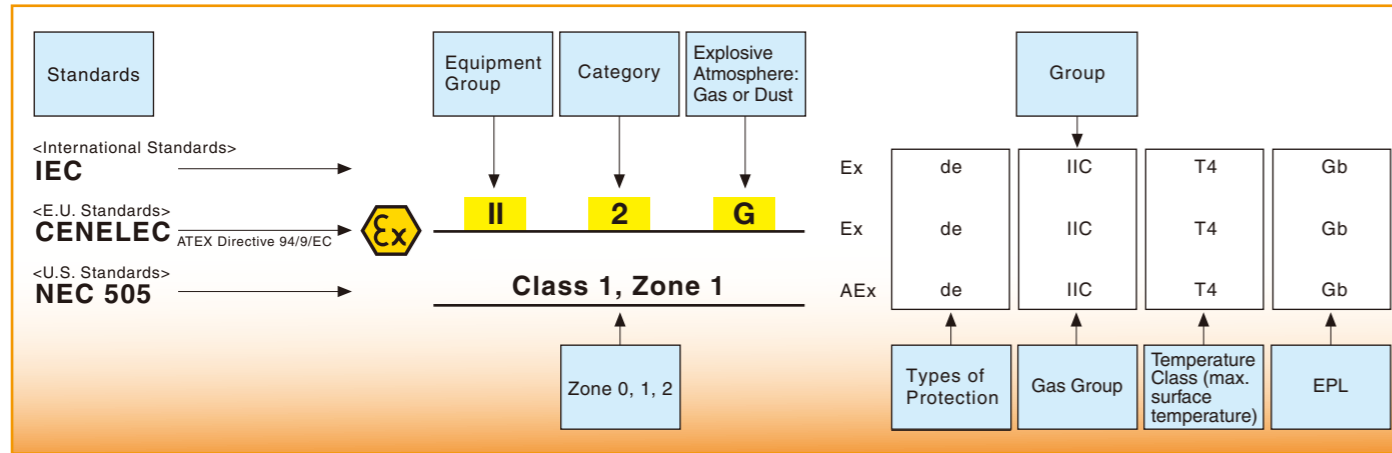 Standards
Equipment
Group
Category
Explosive
Atmosphere:
Gas or Dust
Group
<International Standards>
IEC
Ex de IIC T4 Gb
<E.U. Standards>
CENELEC
ATEX Directive 94/9/EC
Ex
II 2 G
Ex de IIC T4 Gb
<U.S. Standards>
NEC 505
Class 1, Zone 1
AEx de IIC T4 Gb
Zone 0, 1, 2
Types of
Protection
Gas Group
Temperature
Class (max.
surface
temperature)
EPL